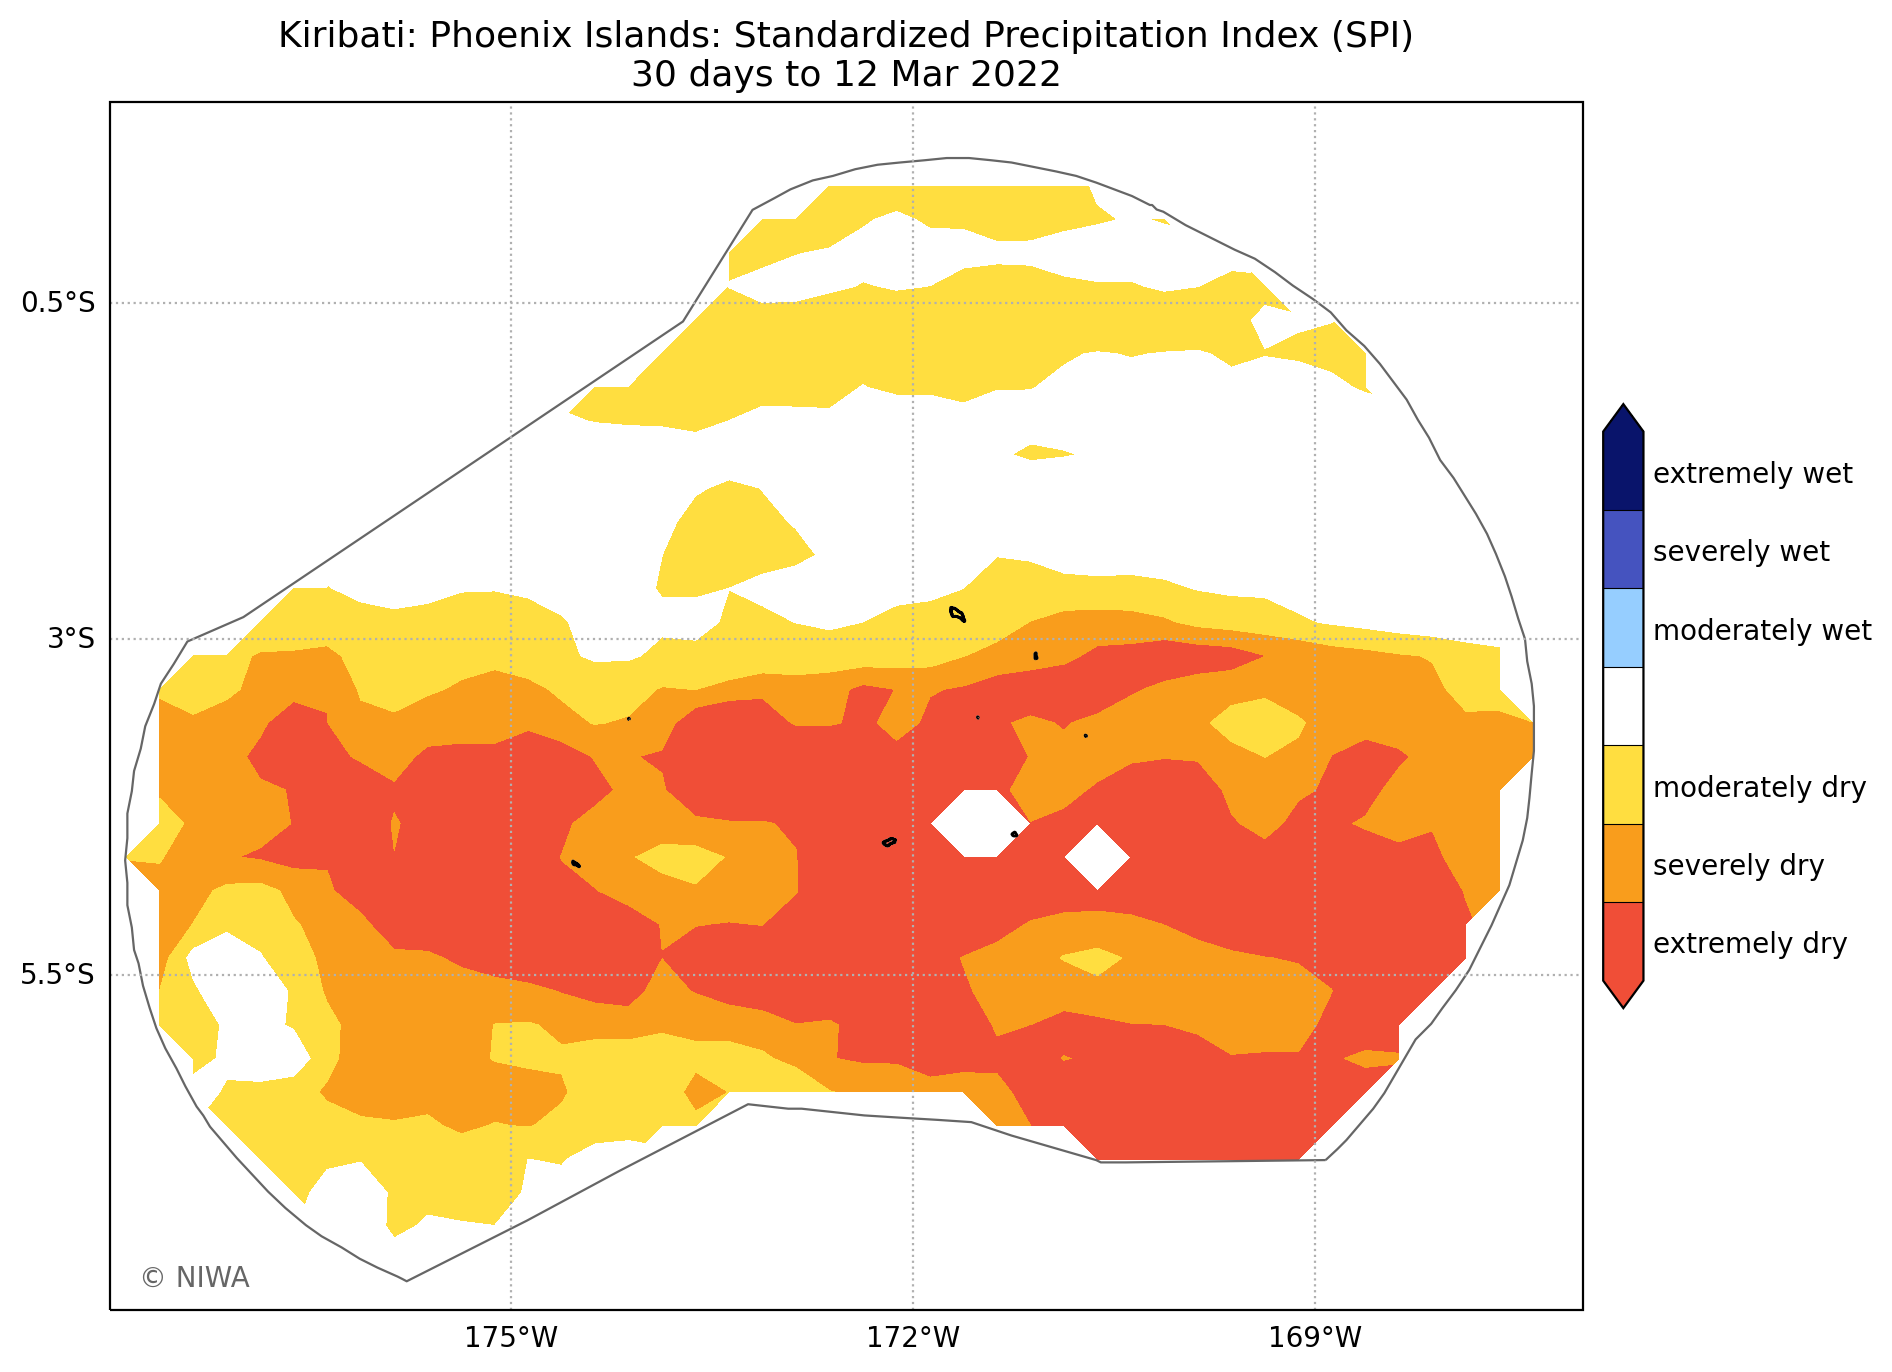 Kiribati: Phoenix Islands: Standardized Precipitation Index (SPI)
30 days to 12 Mar 2022
0.5°S
3°S
5.5°S
175°W
172°W
169°W
extremely wet
severely wet
moderately wet
moderately dry
severely dry
extremely dry
© NIWA